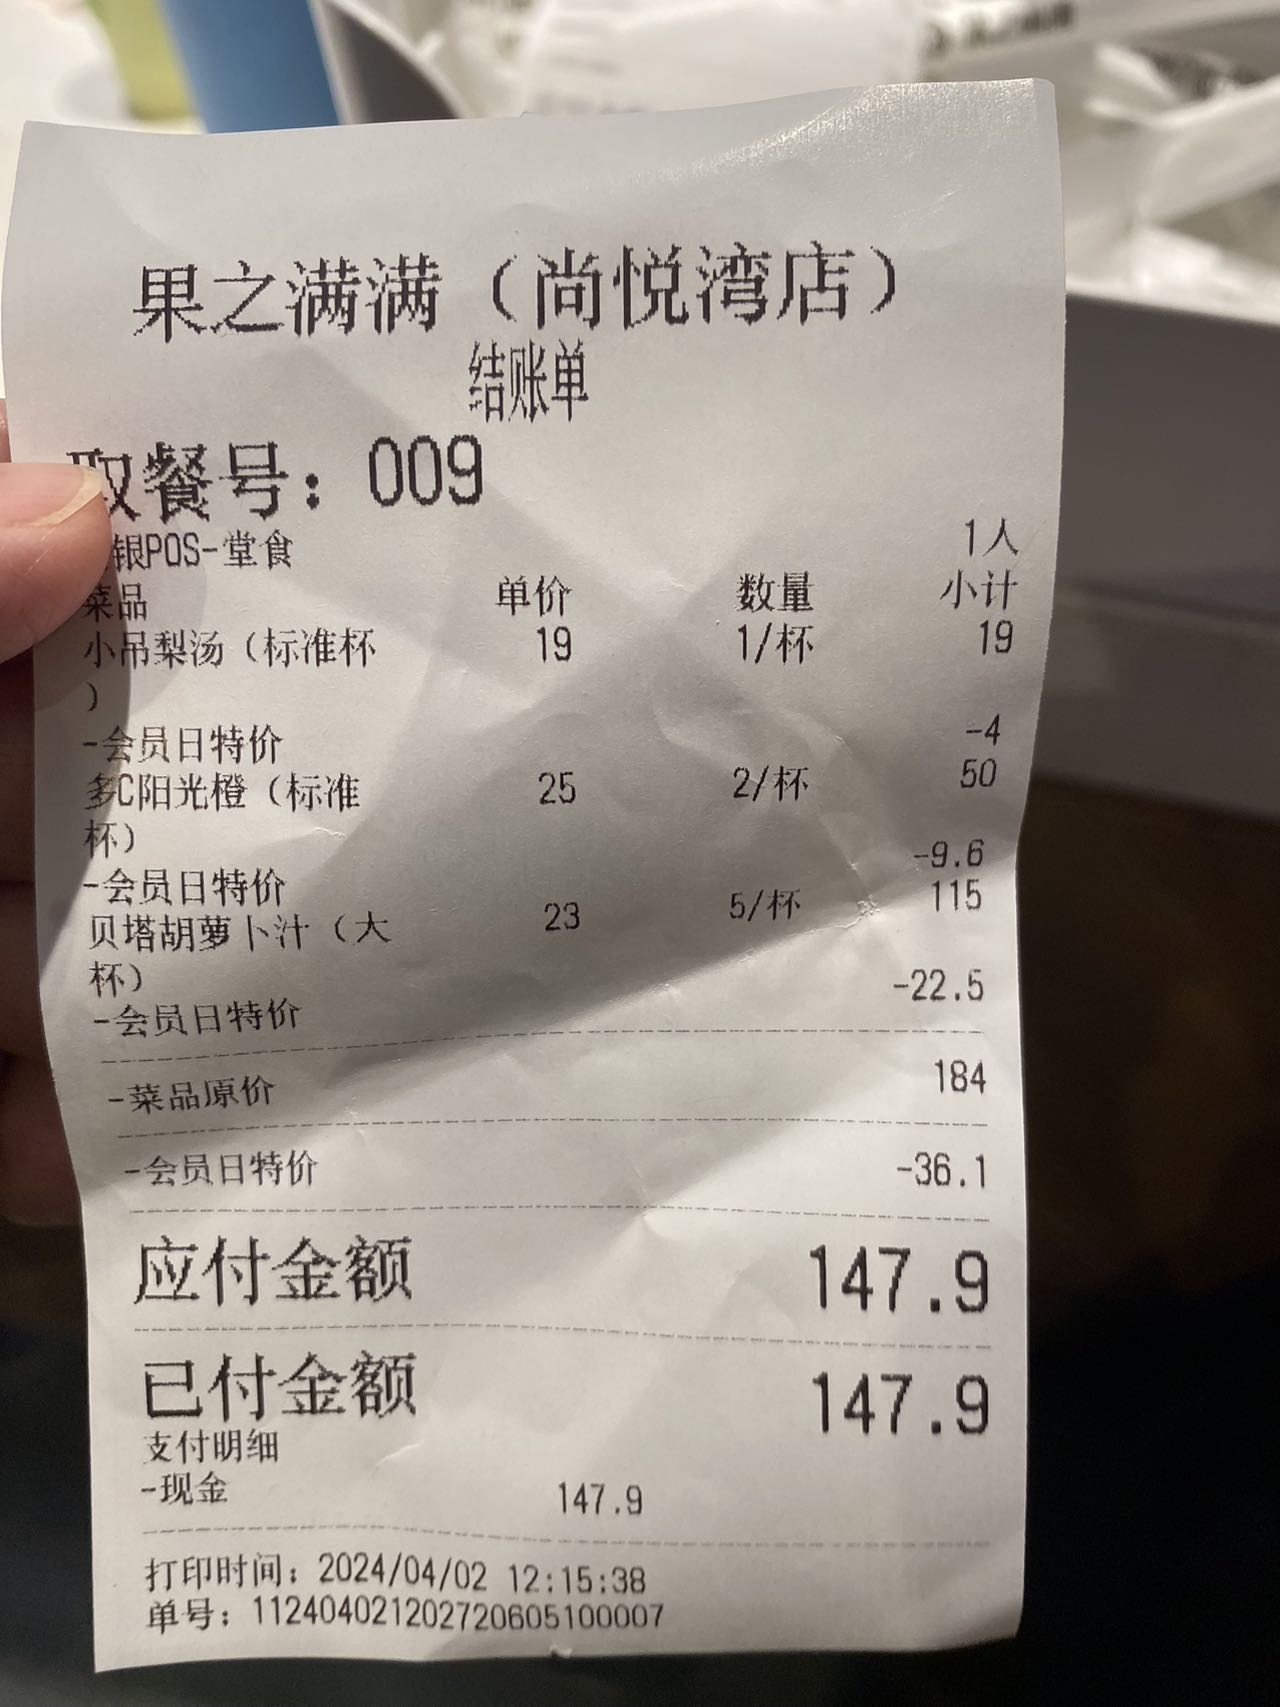 果之满满（尚悦湾店）
结账单
取餐号：009
银POS-堂食 1人
菜品 单价 数量 小计
小吊梨汤（标准杯 19 1/杯 19
）
-会员日特价 -4
多C阳光橙（标准 25 2/杯 50
杯）
-会员日特价 -9.6
贝塔胡萝卜汁（大 23 5/杯 115
杯）
-会员日特价 -22.5
-菜品原价 184
-会员日特价 -36.1
应付金额 147.9
已付金额 147.9
支付明细
-现金 147.9
打印时间：2024/04/02 12:15:38
单号：112404021202720605100007